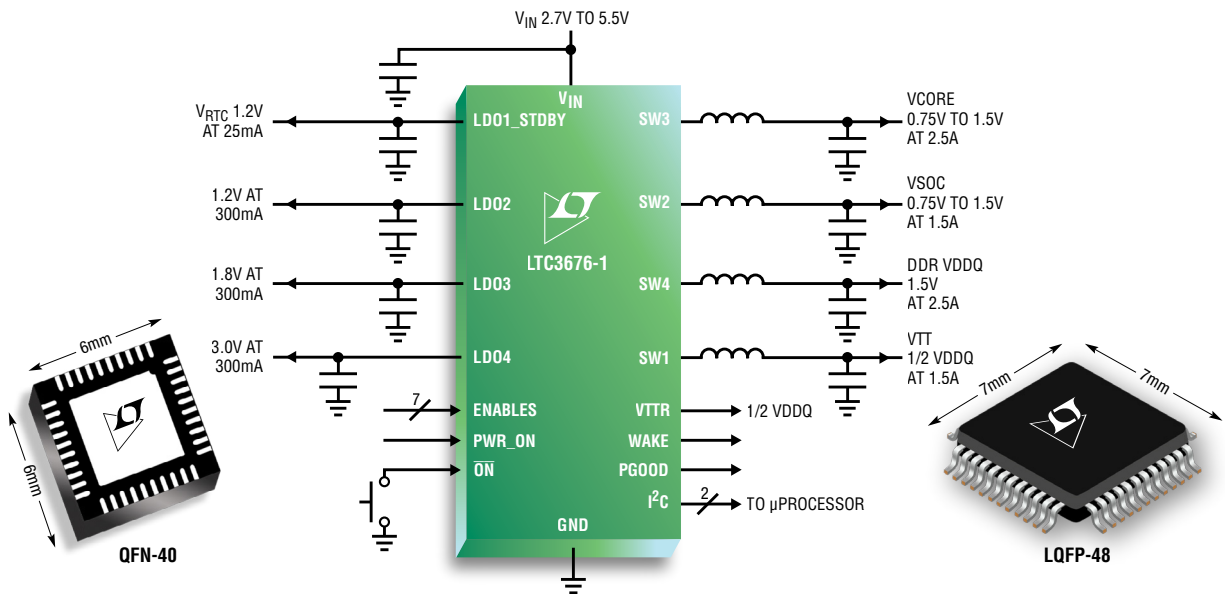 V_IN 2.7V TO 5.5V
V_IN
V_RTC 1.2V
AT 25mA
LDO1_STDBY
1.2V AT
300mA
LDO2
1.8V AT
300mA
LDO3
3.0V AT
300mA
LDO4
7
ENABLES
PWR_ON
ON
LTC3676-1
GND
SW3
VCORE
0.75V TO 1.5V
AT 2.5A
SW2
VSOC
0.75V TO 1.5V
AT 1.5A
SW4
DDR VDDQ
1.5V
AT 2.5A
SW1
VTT
1/2 VDDQ
AT 1.5A
VTTR
1/2 VDDQ
WAKE
PGOOD
I²C
2
TO µPROCESSOR
6mm
6mm
QFN-40
7mm
7mm
LQFP-48